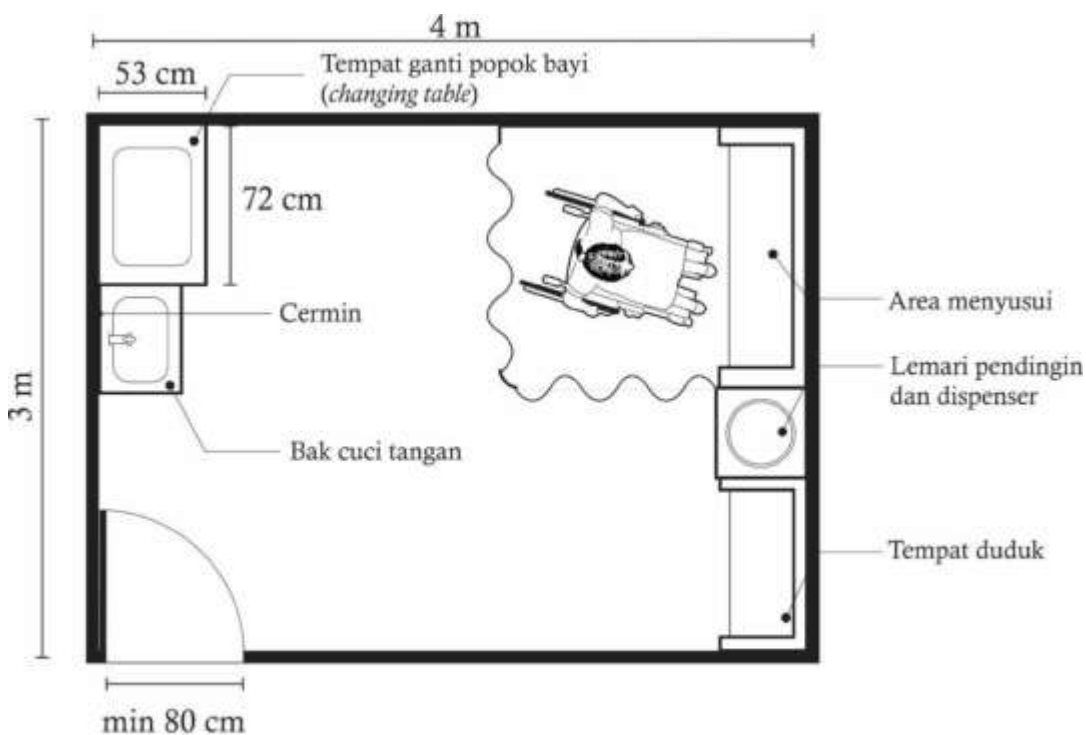 4 m
53 cm
Tempat ganti popok bayi
(changing table)
72 cm
Cermin
Area menyusui
Lemari pendingin
dan dispenser
3 m
Bak cuci tangan
Tempat duduk
min 80 cm